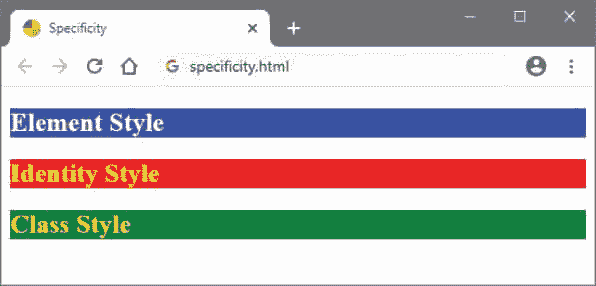 Specificity
specificity.html
Element Style
Identity Style
Class Style